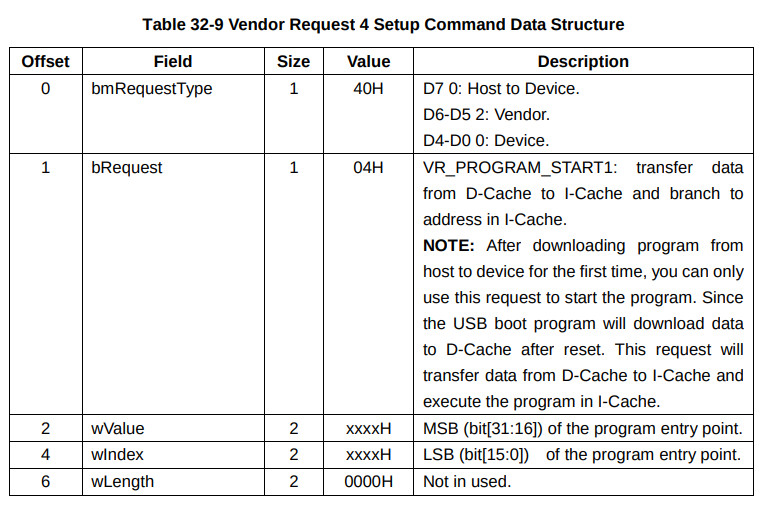 Table 32-9 Vendor Request 4 Setup Command Data Structure
Offset Field Size Value Description
0 bmRequestType 1 40H D7 0: Host to Device.
D6-D5 2: Vendor.
D4-D0 0: Device.
1 bRequest 1 04H VR_PROGRAM_START1: transfer data
from D-Cache to I-Cache and branch to
address in I-Cache.
NOTE: After downloading program from
host to device for the first time, you can only
use this request to start the program. Since
the USB boot program will download data
to D-Cache after reset. This request will
transfer data from D-Cache to I-Cache and
execute the program in I-Cache.
2 wValue 2 xxxxH MSB (bit[31:16]) of the program entry point.
4 wIndex 2 xxxxH LSB (bit[15:0]) of the program entry point.
6 wLength 2 0000H Not in used.